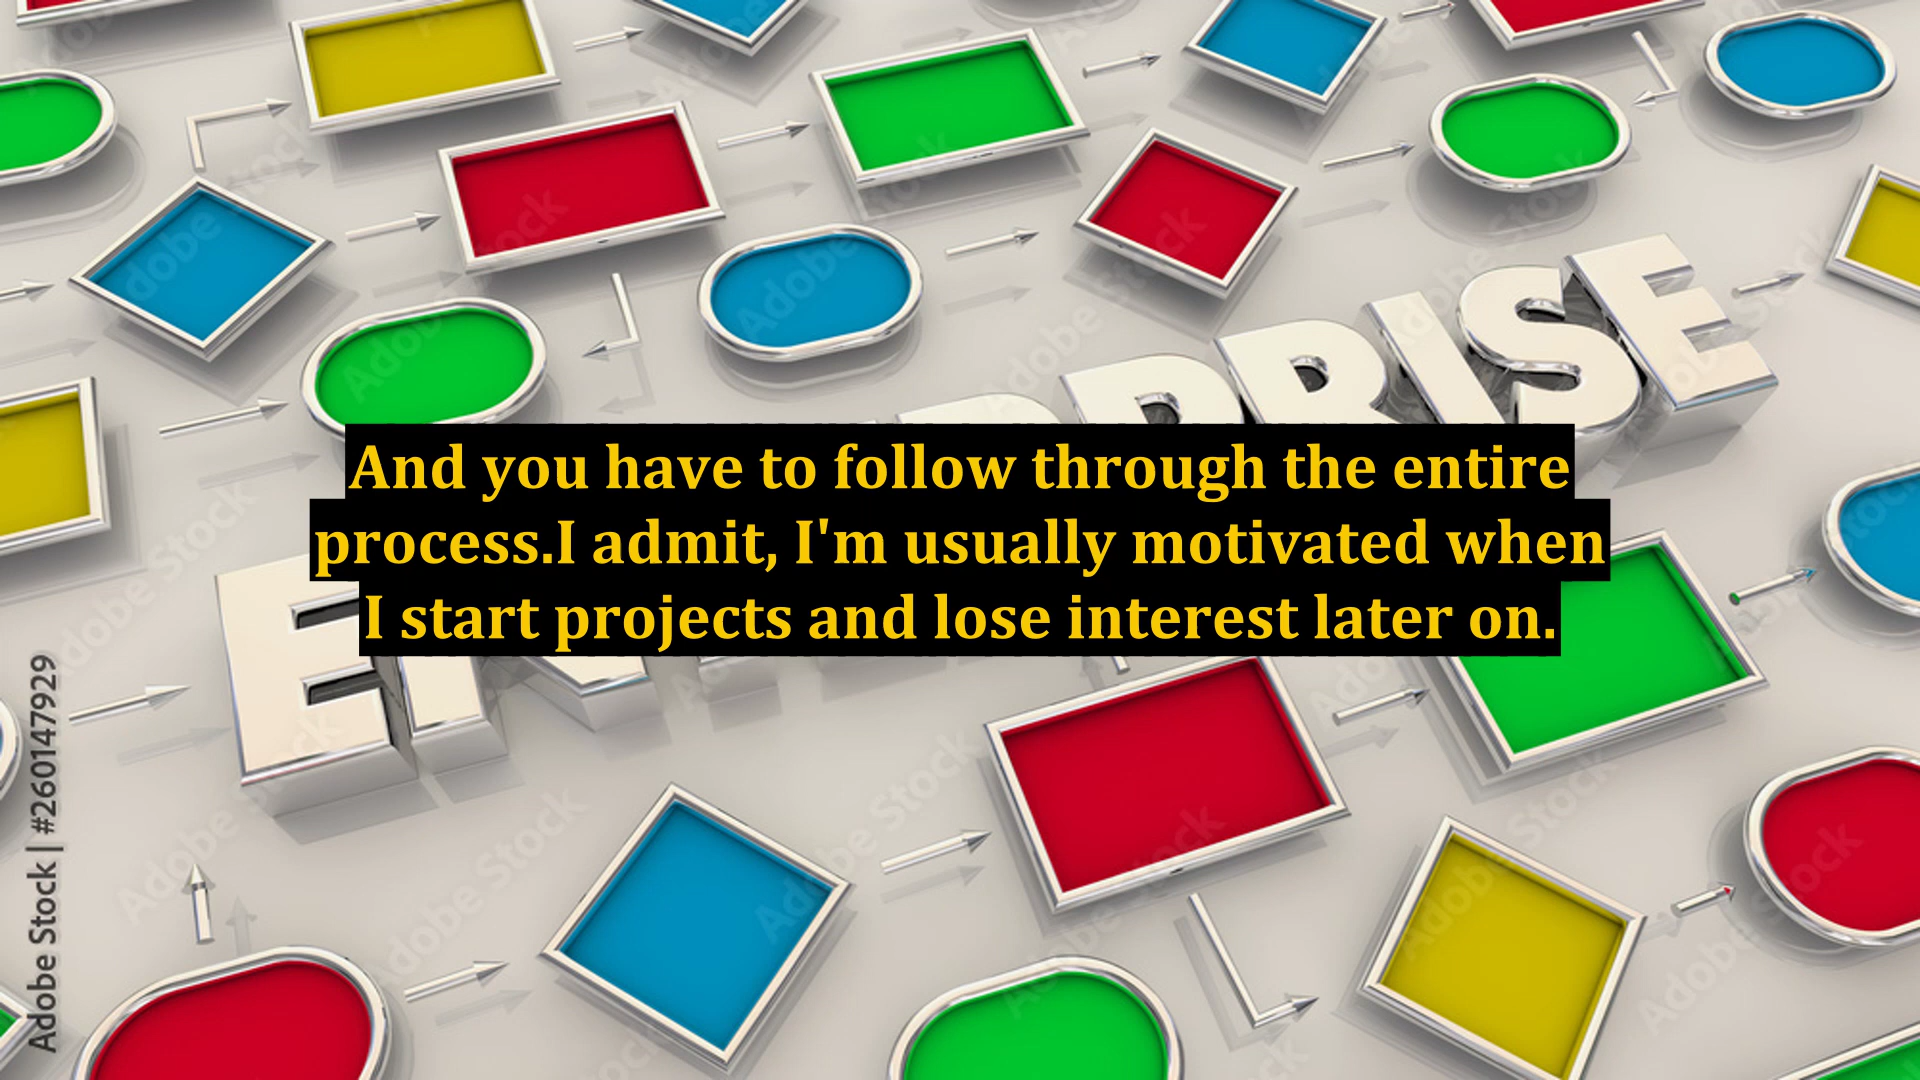 PRISE
And you have to follow through the entire
process.I admit, I'm usually motivated when
I start projects and lose interest later on.
E
Adobe Stock | #260147929